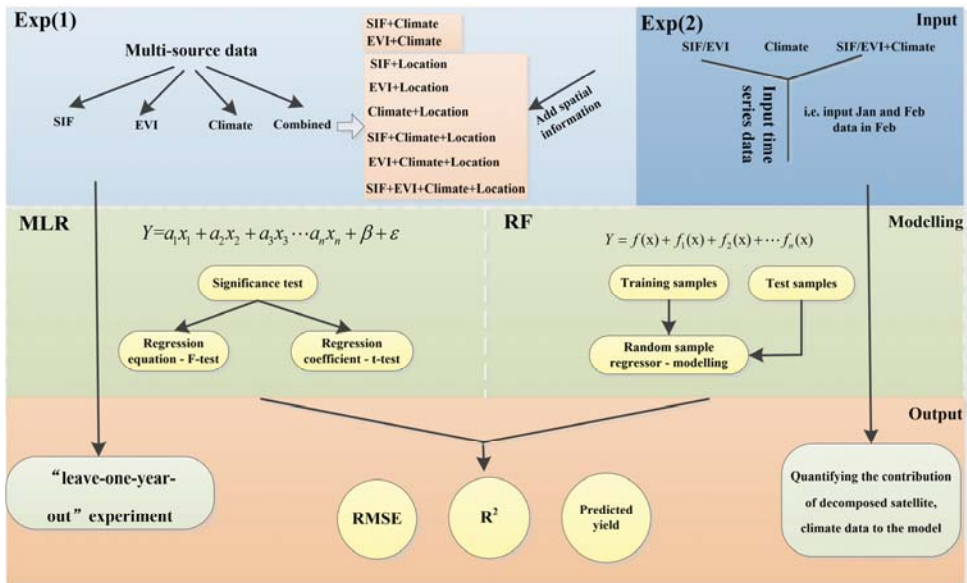 Exp(1)
Multi-source data
SIF
EVI
Climate
Combined
SIF+Climate
EVI+Climate
SIF+Location
EVI+Location
Climate+Location
SIF+Climate+Location
EVI+Climate+Location
SIF+EVI+Climate+Location
Add spatial
information
Exp(2)
Input
SIF/EVI
Climate
SIF/EVI+Climate
Input time
series data
i.e. input Jan and Feb
data in Feb
MLR
Y=a₁x₁ + a₂x₂ + a₃x₃ ⋯aₙxₙ + β + ε
Significance test
Regression
equation - F-test
Regression
coefficient - t-test
RF
Modelling
Y = f(x) + f₁(x) + f₂(x) + ⋯ fₙ(x)
Training samples
Test samples
Random sample
regressor - modelling
Output
“leave-one-year-
out” experiment
RMSE
R²
Predicted
yield
Quantifying the contribution
of decomposed satellite,
climate data to the model